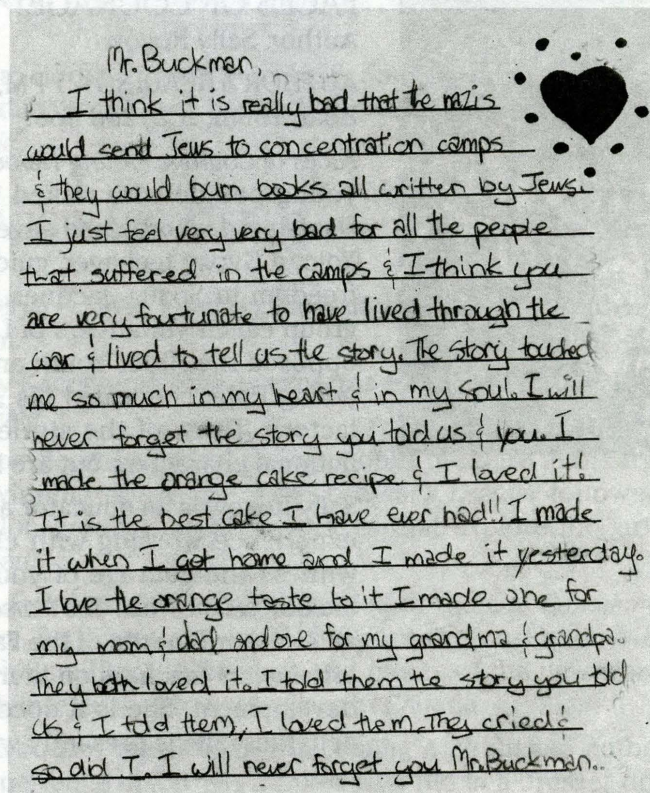 Mr. Buckman,
I think it is really bad that the nazis
would send Jews to concentration camps
& they would burn books all written by Jews.
I just feel very very bad for all the people
that suffered in the camps & I think you
are very fourtunate to have lived through the
war & lived to tell us the story. The story touched
me so much in my heart & in my soul. I will
never forget the story you told us & you. I
made the orange cake recipe & I loved it!
It is the best cake I have ever had!! I made
it when I got home and I made it yesterday.
I love the orange taste to it I made one for
my mom & dad and one for my grandma & grandpa.
They both loved it. I told them the story you told
us & I told them, I loved them. They cried &
so did I. I will never forget you Mr. Buckman..